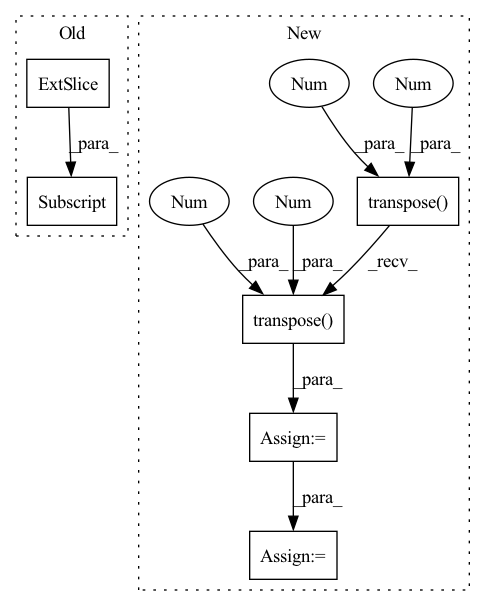 Old
New
ExtSlice
Num
Num
_para_
_para_
_para_
Subscript
Num
Num
transpose()
_para_
_para_
_recv_
transpose()
_para_
Assign:=
_para_
Assign:=